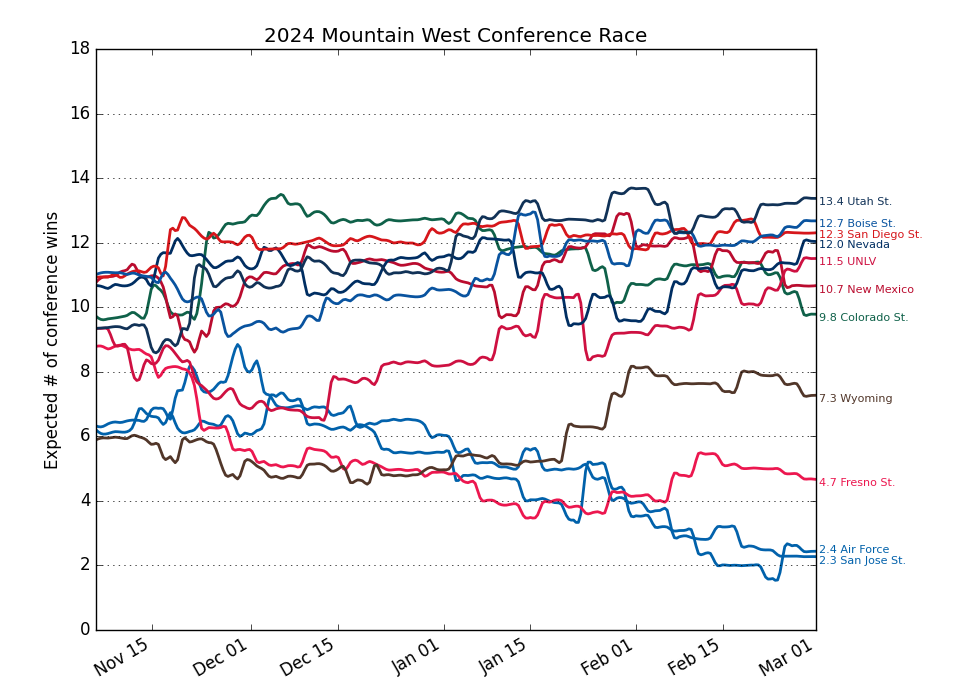 2024 Mountain West Conference Race
Expected # of conference wins
18
16
14
12
10
8
6
4
2
0
13.4 Utah St.
12.7 Boise St.
12.3 San Diego St.
12.0 Nevada
11.5 UNLV
10.7 New Mexico
9.8 Colorado St.
7.3 Wyoming
4.7 Fresno St.
2.4 Air Force
2.3 San Jose St.
Nov 15
Dec 01
Dec 15
Jan 01
Jan 15
Feb 01
Feb 15
Mar 01